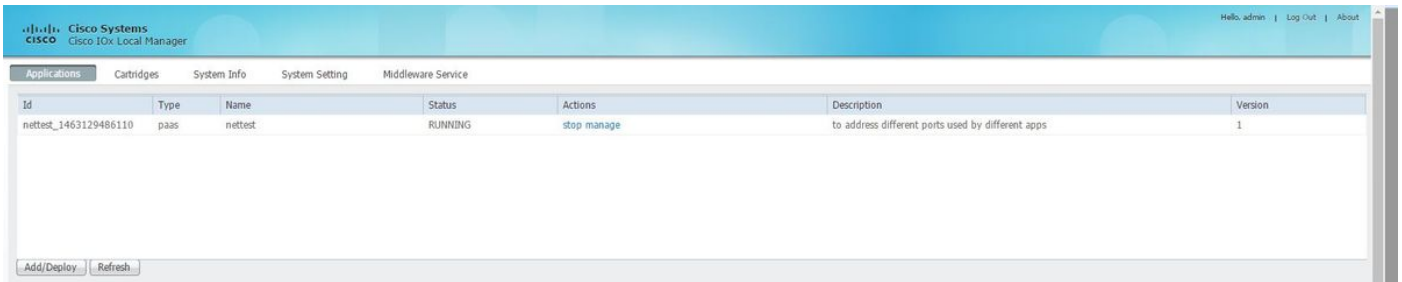 Hello, admin | Log Out | About
Cisco Systems
CISCO Cisco IOx Local Manager
Applications Cartridges System Info System Setting Middleware Service
Id Type Name Status Actions Description Version
nettest_1463129486110 paas nettest RUNNING stop manage to address different ports used by different apps 1
Add/Deploy Refresh